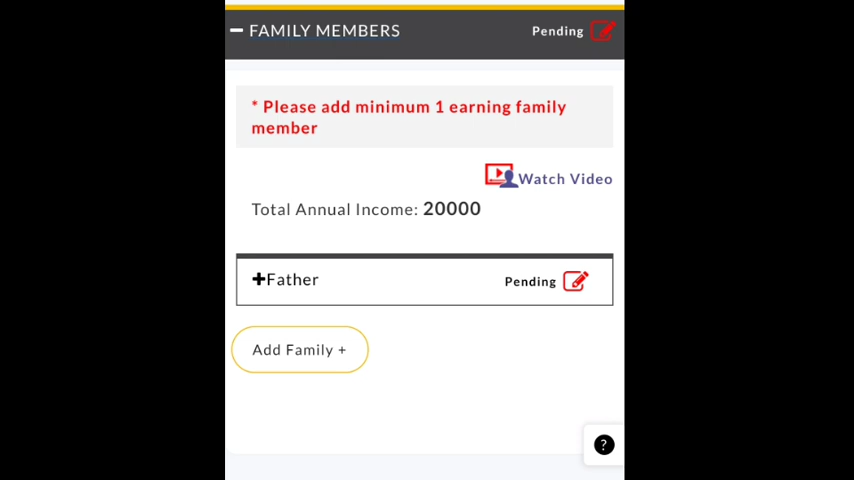 FAMILY MEMBERS Pending
* Please add minimum 1 earning family
member
Watch Video
Total Annual Income: 20000
+Father Pending
Add Family +
?